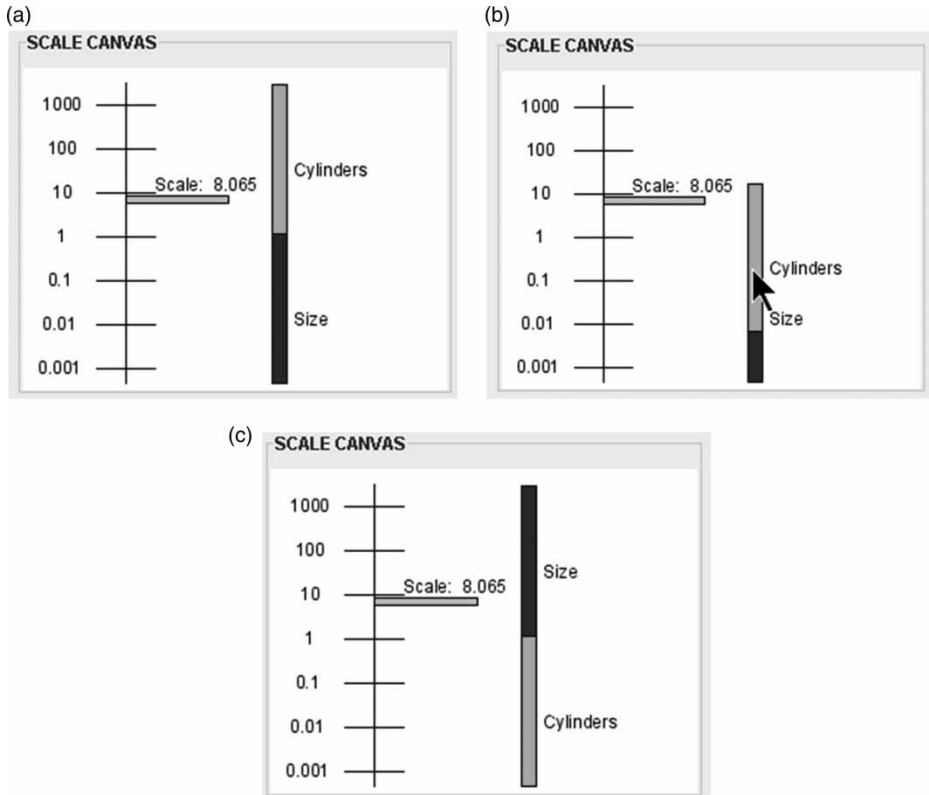 (a)
SCALE CANVAS
1000
100
10
1
0.1
0.01
0.001
Scale: 8.065
Cylinders
Size
(b)
SCALE CANVAS
1000
100
10
1
0.1
0.01
0.001
Scale: 8.065
Cylinders
Size
(c)
SCALE CANVAS
1000
100
10
1
0.1
0.01
0.001
Scale: 8.065
Size
Cylinders